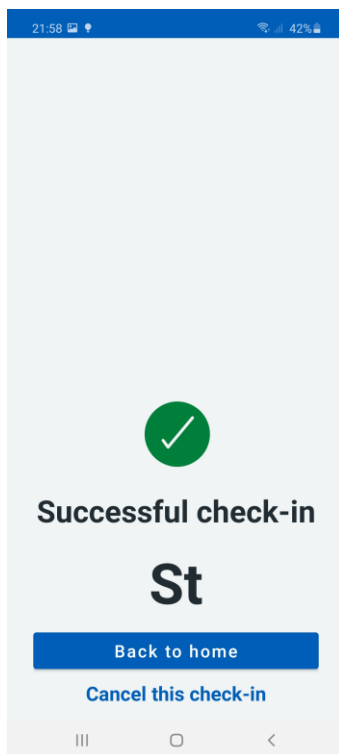 21:58 42%
Successful check-in
St
Back to home
Cancel this check-in